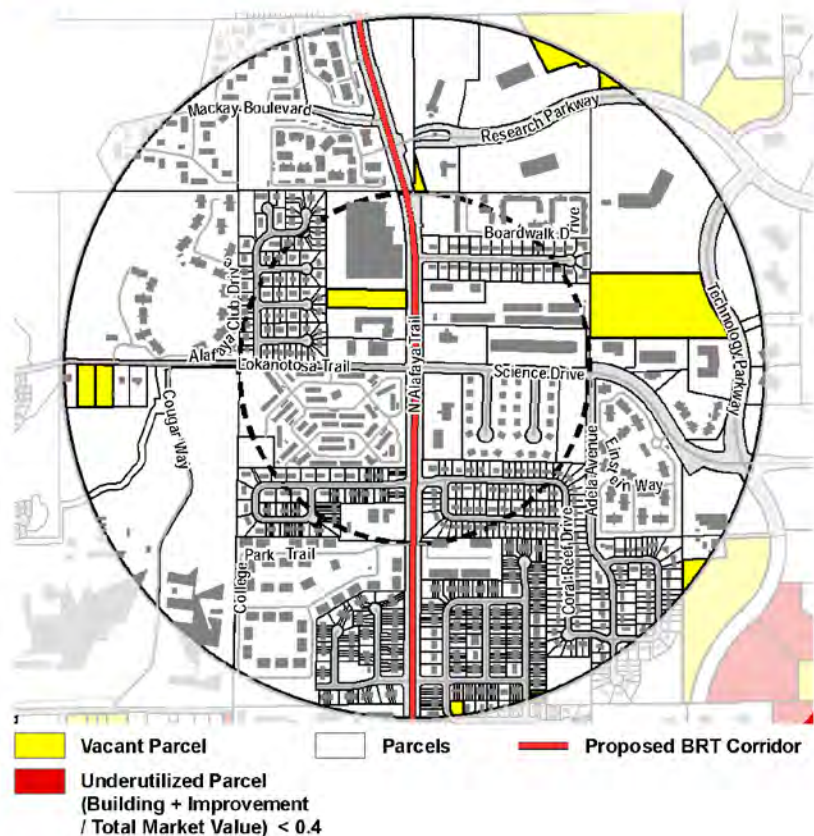 Mackay Boulevard
Research Parkway
Boardwalk Drive
Alafaya Club Drive
N Alafaya Trail
Technology Parkway
Lokanotosa Trail
Science Drive
Cougar Way
Adela Avenue
Einstein Way
Coral Reef Drive
College
Park Trail
Vacant Parcel
Parcels
Proposed BRT Corridor
Underutilized Parcel
(Building + Improvement
/ Total Market Value) < 0.4